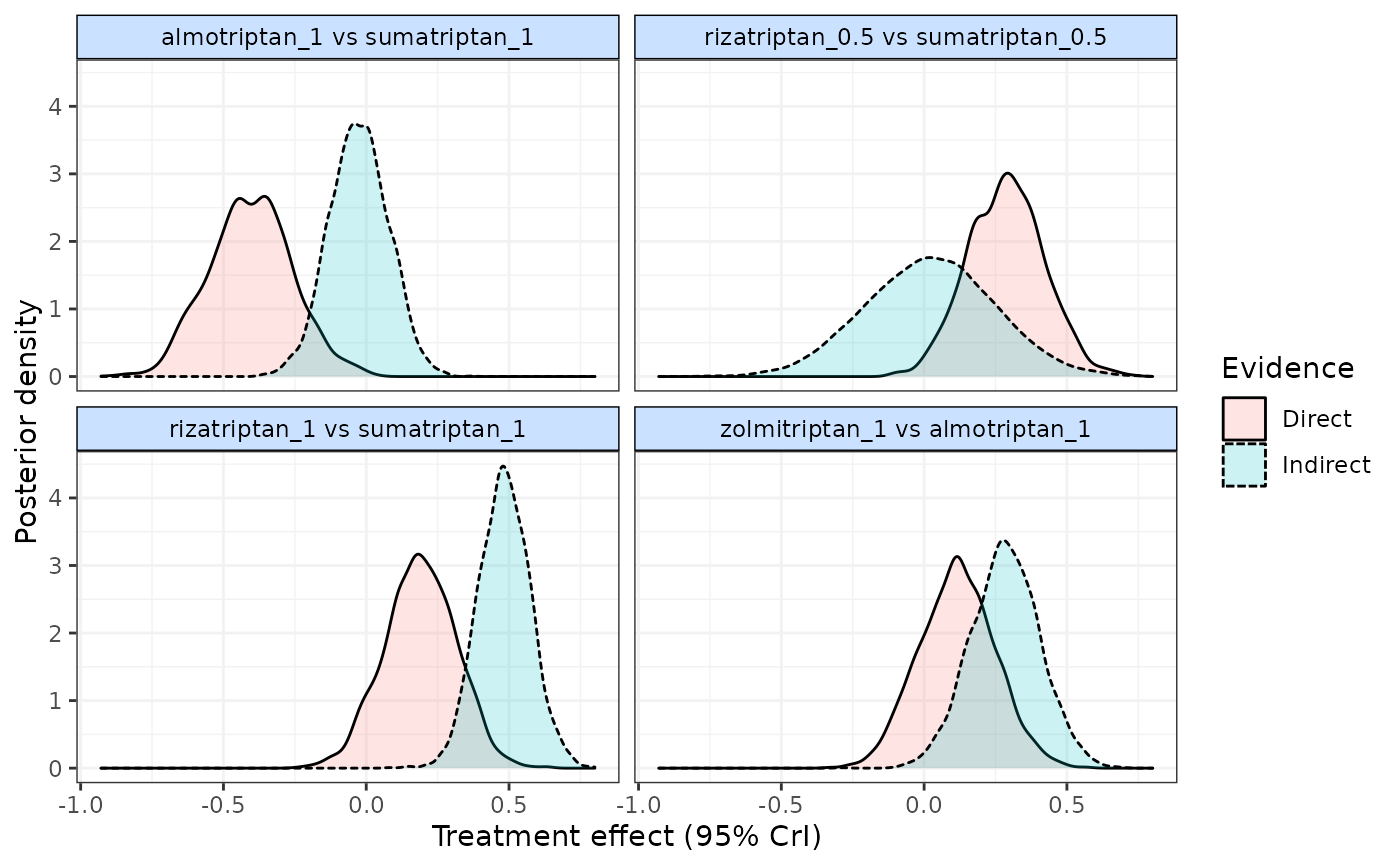 almotriptan_1 vs sumatriptan_1
rizatriptan_0.5 vs sumatriptan_0.5
4
3
2
1
0
rizatriptan_1 vs sumatriptan_1
zolmitriptan_1 vs almotriptan_1
4
3
2
1
0
-1.0 -0.5 0.0 0.5
-1.0 -0.5 0.0 0.5
Treatment effect (95% CrI)
Posterior density
Evidence
Direct
Indirect